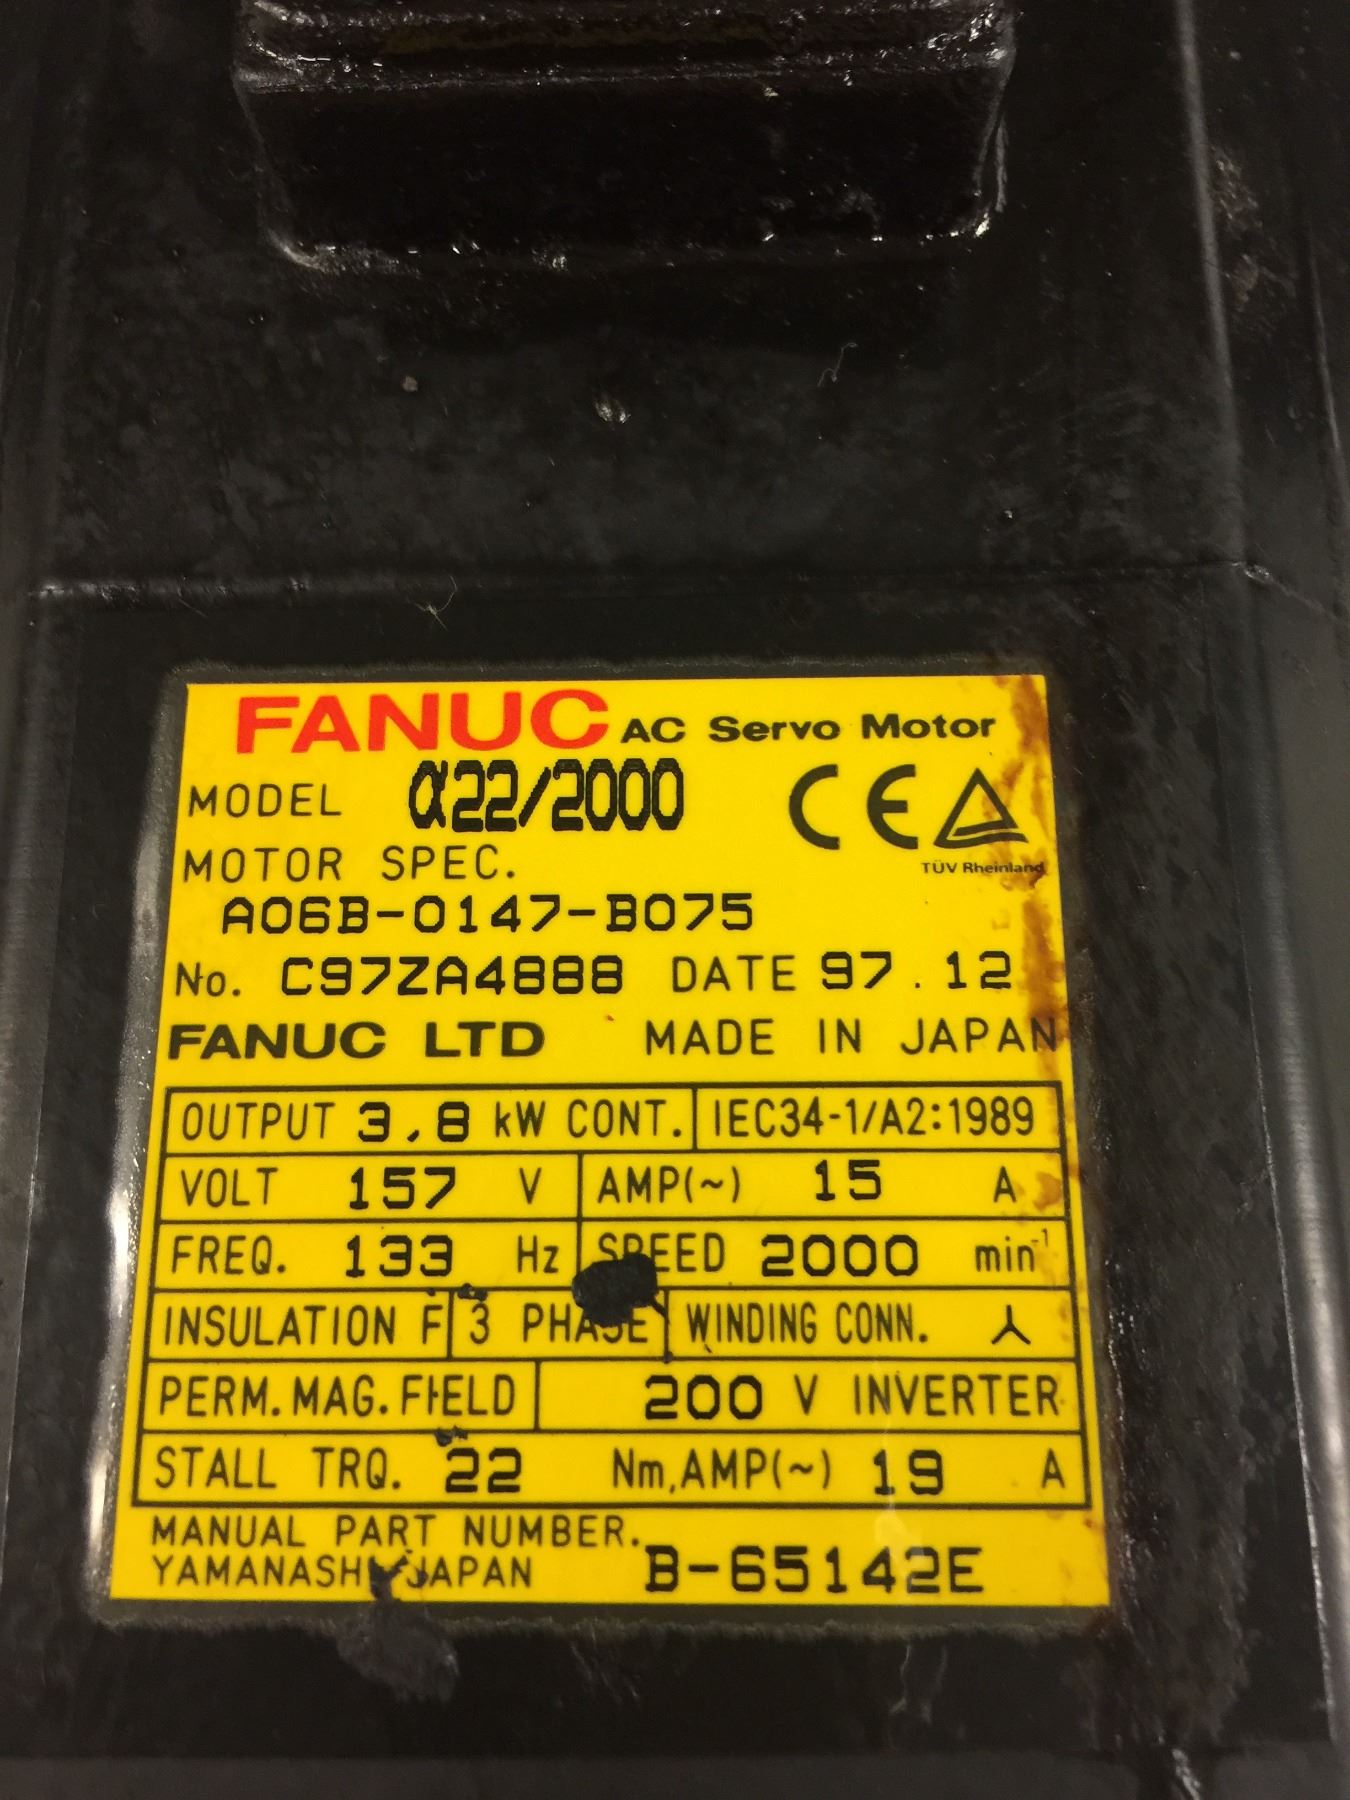 FANUC AC Servo Motor
MODEL α22/2000 CE
TÜV Rheinland
MOTOR SPEC.
A06B-0147-B075
No. C97ZA4888 DATE 97.12
FANUC LTD MADE IN JAPAN
OUTPUT 3.8 kW CONT. IEC34-1/A2:1989
VOLT 157 V AMP(~) 15 A
FREQ. 133 Hz SPEED 2000 min⁻¹
INSULATION F 3 PHASE WINDING CONN.
PERM. MAG. FIELD 200 V INVERTER
STALL TRQ. 22 Nm, AMP(~) 19 A
MANUAL PART NUMBER.
YAMANASHI JAPAN B-65142E